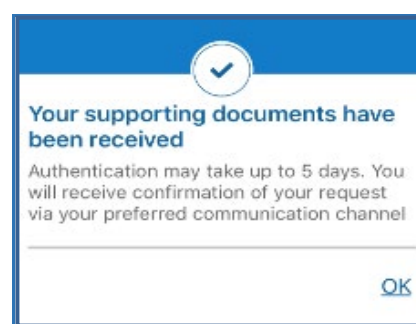 Your supporting documents have
been received
Authentication may take up to 5 days. You
will receive confirmation of your request
via your preferred communication channel
OK